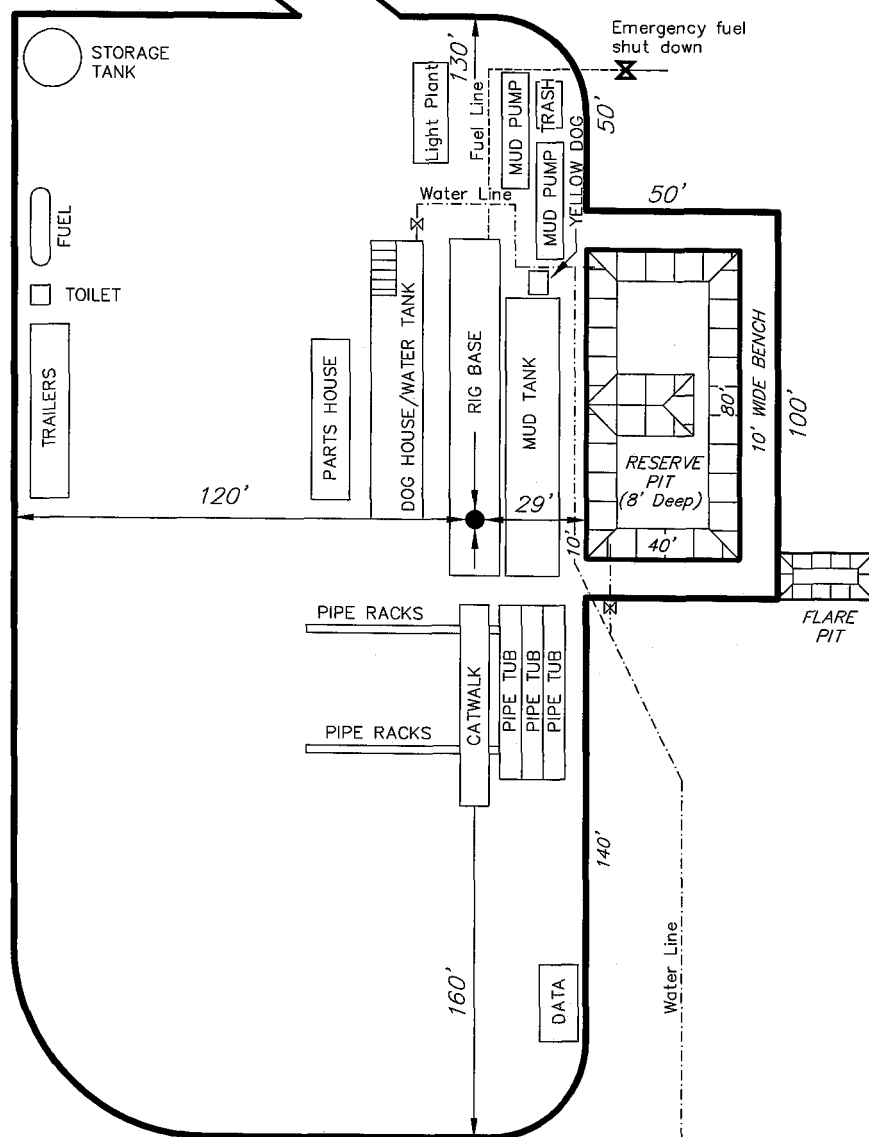 Emergency fuel
shut down
STORAGE
TANK
130'
Light Plant
Fuel Line
MUD PUMP
TRASH
50'
MUD PUMP
YELLOW DOG
Water Line
50'
FUEL
TOILET
TRAILERS
PARTS HOUSE
DOG HOUSE/WATER TANK
RIG BASE
MUD TANK
80'
10' WIDE BENCH
100'
RESERVE
PIT
(8' Deep)
120'
29'
10'
40'
FLARE
PIT
PIPE RACKS
CATWALK
PIPE TUB
PIPE TUB
PIPE TUB
PIPE RACKS
140'
160'
DATA
Water Line